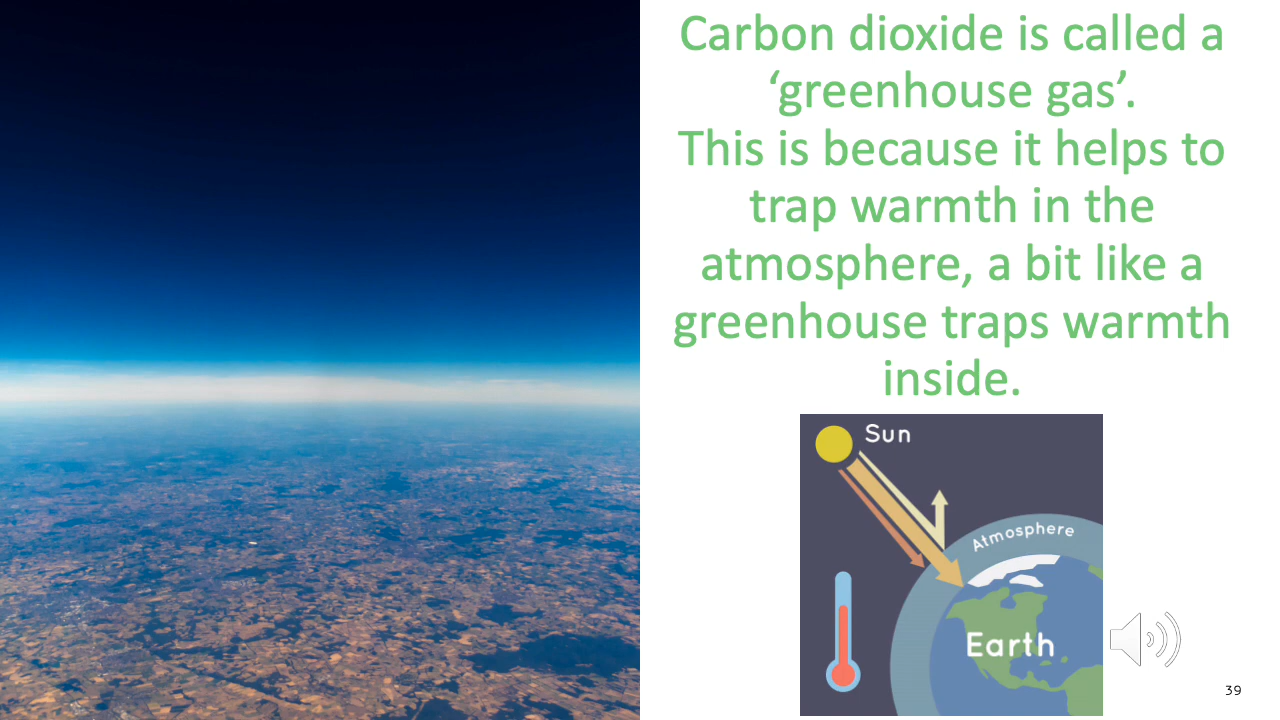 Carbon dioxide is called a
‘greenhouse gas’.
This is because it helps to
trap warmth in the
atmosphere, a bit like a
greenhouse traps warmth
inside.
Sun
Atmosphere
Earth
39